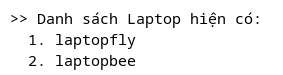 >> Danh sách Laptop hiện có:
1. laptopfly
2. laptopbee